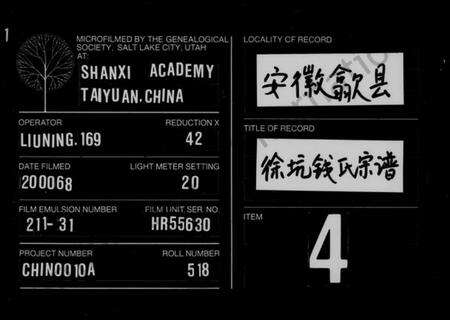 1
MICROFILMED BY THE GENEALOGICAL
SOCIETY, SALT LAKE CITY, UTAH
AT:
SHANXI ACADEMY
TAIYUAN.CHINA
OPERATOR
LIUNING.169
REDUCTION X
42
DATE FILMED
200068
LIGHT METER SETTING
20
FILM EMULSION NUMBER
211-31
FILM UNIT SER. NO.
HR55630
PROJECT NUMBER
CHIN0010A
ROLL NUMBER
518
LOCALITY OF RECORD
安徽歙县
TITLE OF RECORD
徐坑钱氏宗谱
ITEM
4